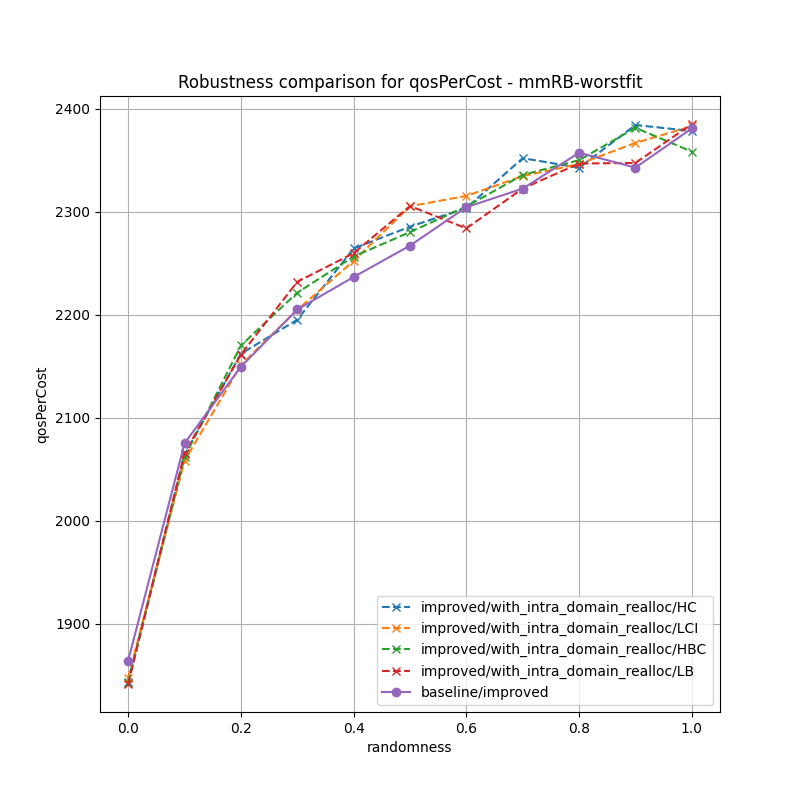 Robustness comparison for qosPerCost - mmRB-worstfit
2400
2300
2200
2100
2000
1900
qosPerCost
improved/with_intra_domain_realloc/HC
improved/with_intra_domain_realloc/LCI
improved/with_intra_domain_realloc/HBC
improved/with_intra_domain_realloc/LB
baseline/improved
0.0 0.2 0.4 0.6 0.8 1.0
randomness